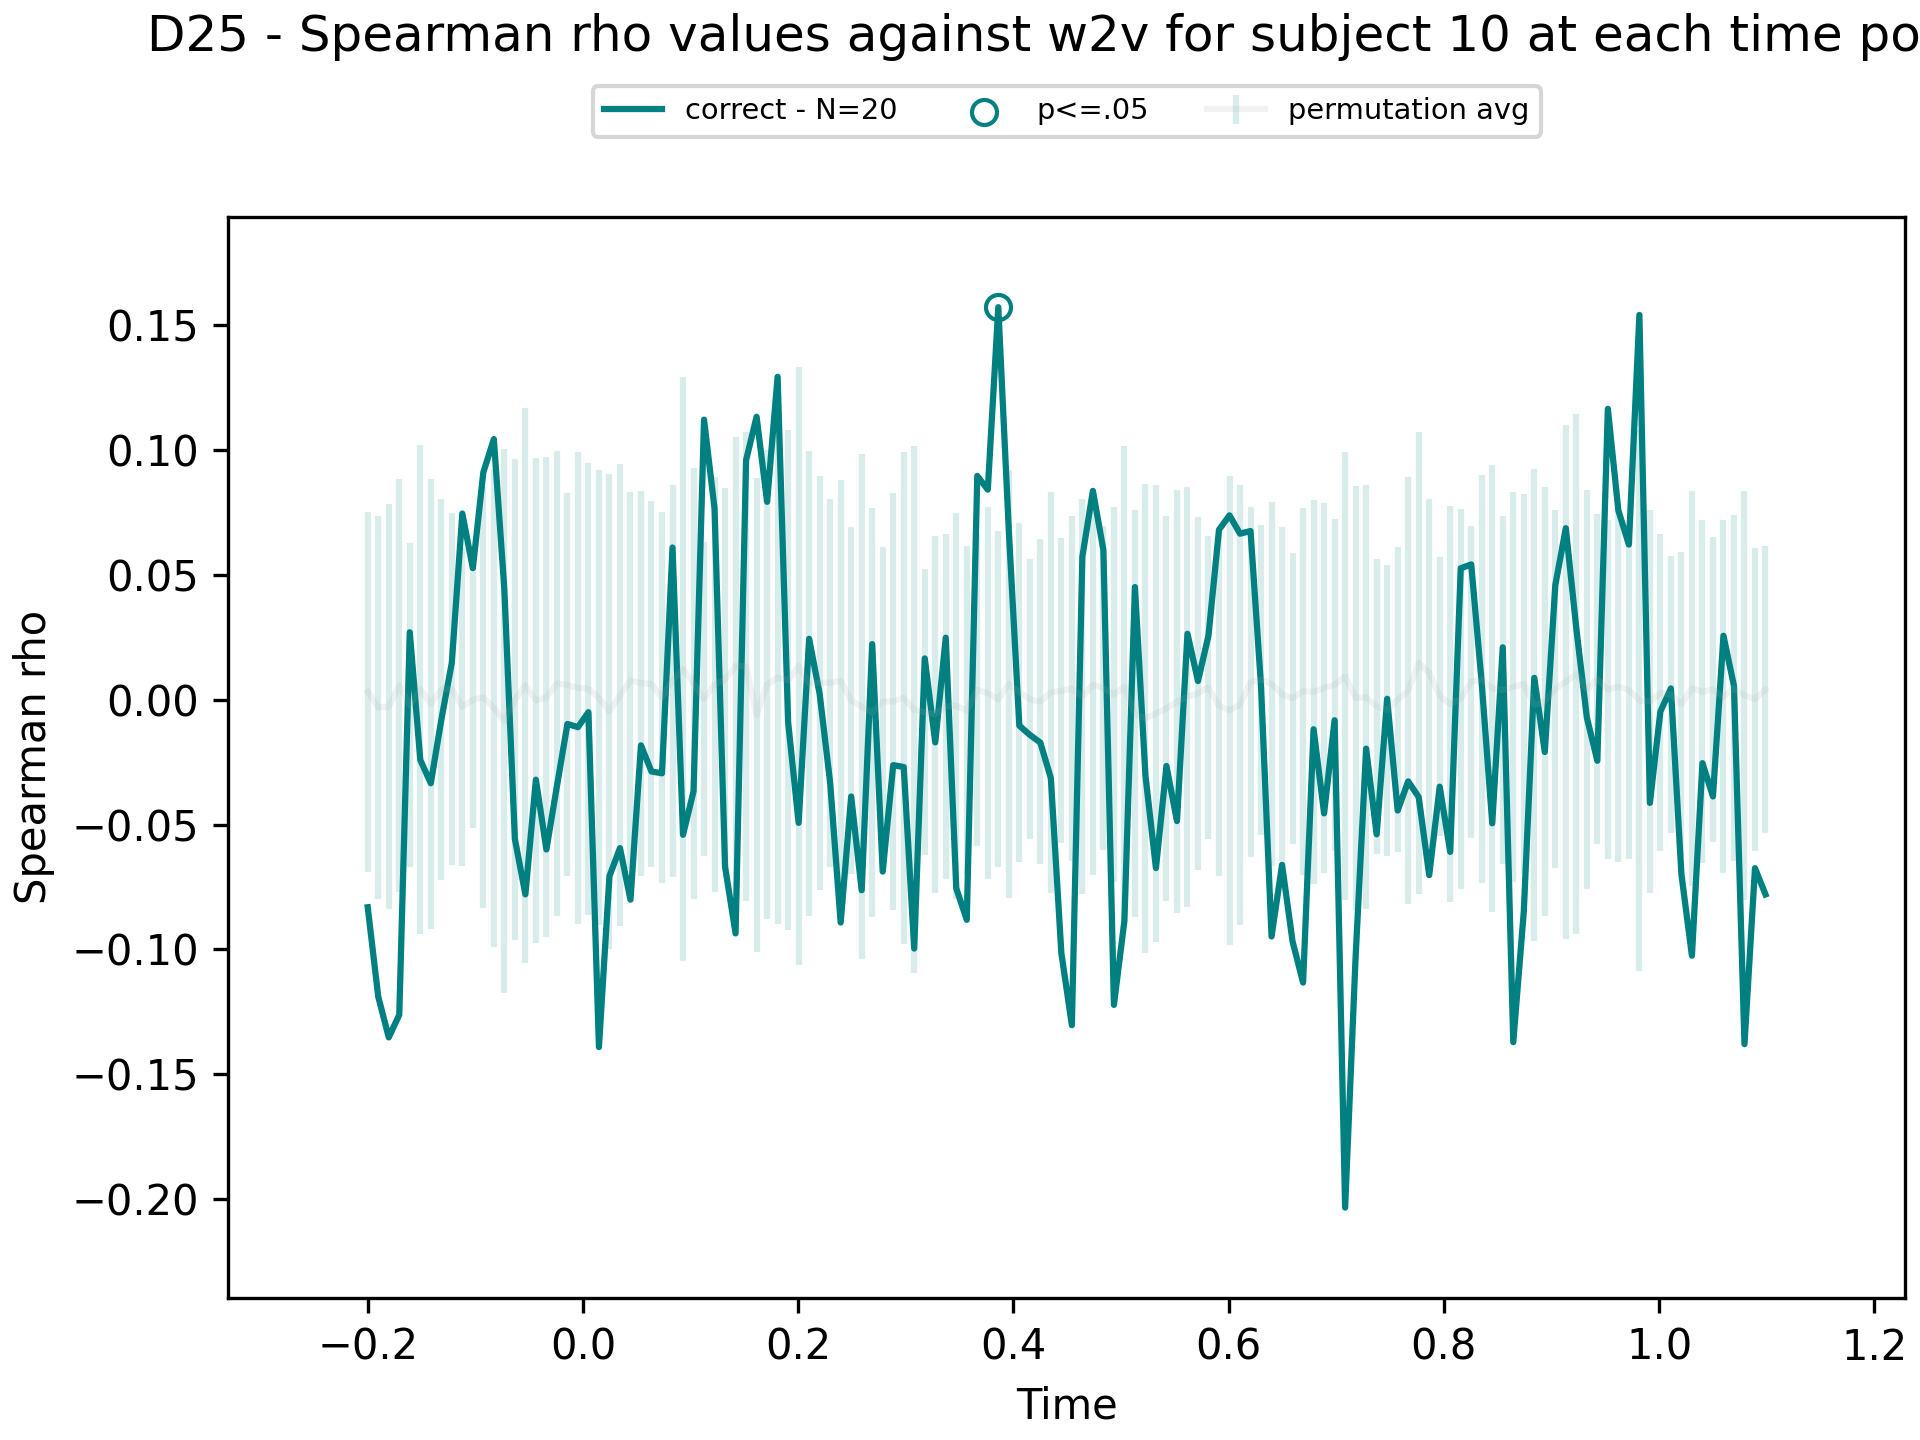 D25 - Spearman rho values against w2v for subject 10 at each time po
correct - N=20 p<=.05 permutation avg
0.15
0.10
0.05
0.00
−0.05
−0.10
−0.15
−0.20
Spearman rho
−0.2 0.0 0.2 0.4 0.6 0.8 1.0 1.2
Time